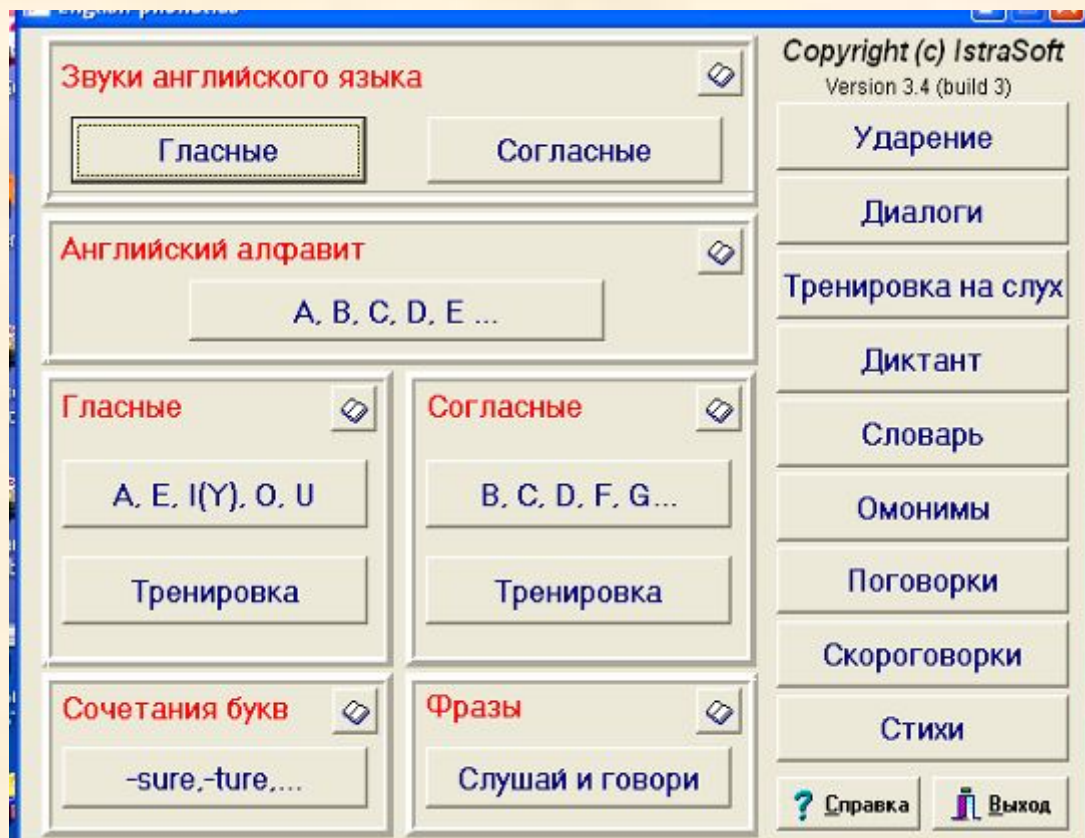 English phonetics
Звуки английского языка
Гласные
Согласные
Английский алфавит
A, B, C, D, E ...
Гласные
A, E, I(Y), O, U
Тренировка
Согласные
B, C, D, F, G...
Тренировка
Сочетания букв
-sure,-ture,...
Фразы
Слушай и говори
Copyright (c) IstraSoft
Version 3.4 (build 3)
Ударение
Диалоги
Тренировка на слух
Диктант
Словарь
Омонимы
Поговорки
Скороговорки
Стихи
? Справка
Выход